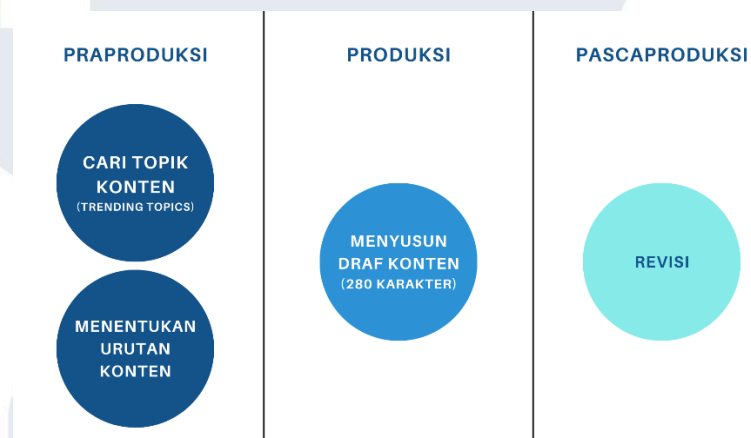 PRAPRODUKSI
CARI TOPIK
KONTEN
(TRENDING TOPICS)
MENENTUKAN
URUTAN
KONTEN
PRODUKSI
MENYUSUN
DRAF KONTEN
(280 KARAKTER)
PASCAPRODUKSI
REVISI